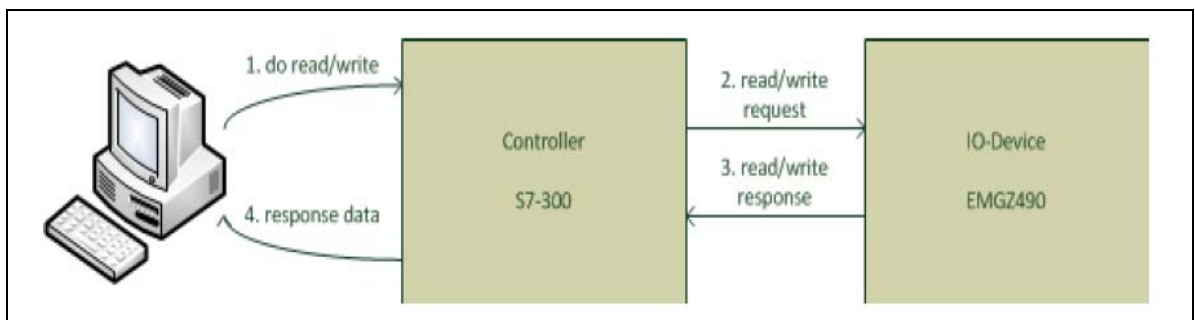 1. do read/write
4. response data
Controller
S7-300
2. read/write
request
3. read/write
response
IO-Device
EMGZ490